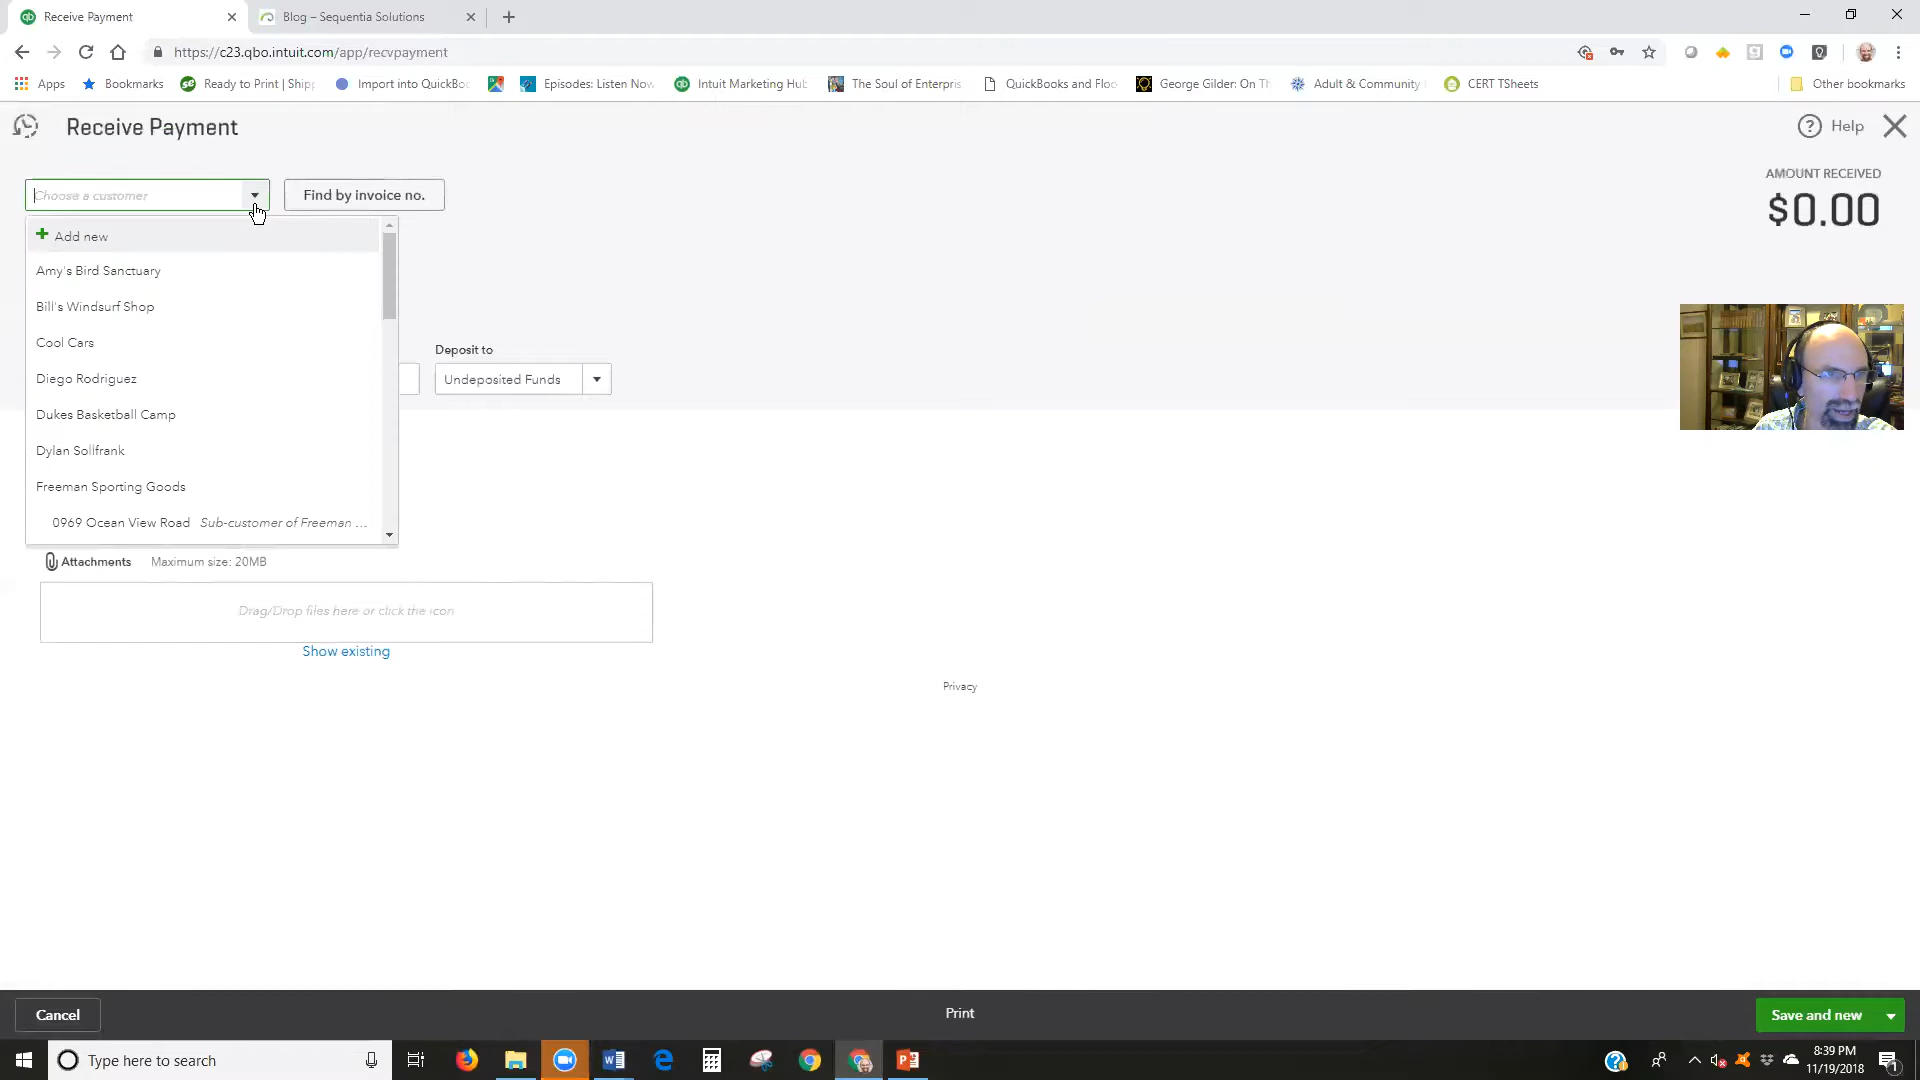 Receive Payment
Blog – Sequentia Solutions
https://c23.qbo.intuit.com/app/recvpayment
Apps
Bookmarks
Ready to Print | Shipp
Import into QuickBoo
Episodes: Listen Now
Intuit Marketing Hub
The Soul of Enterpris
QuickBooks and Floo
George Gilder: On Th
Adult & Community
CERT TSheets
Other bookmarks
Receive Payment
Help
Choose a customer
Find by invoice no.
AMOUNT RECEIVED
$0.00
Add new
Amy's Bird Sanctuary
Bill's Windsurf Shop
Cool Cars
Diego Rodriguez
Dukes Basketball Camp
Dylan Sollfrank
Freeman Sporting Goods
0969 Ocean View Road Sub-customer of Freeman ...
Deposit to
Undeposited Funds
Attachments Maximum size: 20MB
Drag/Drop files here or click the icon
Show existing
Privacy
Cancel
Print
Save and new
Type here to search
8:39 PM
11/19/2018